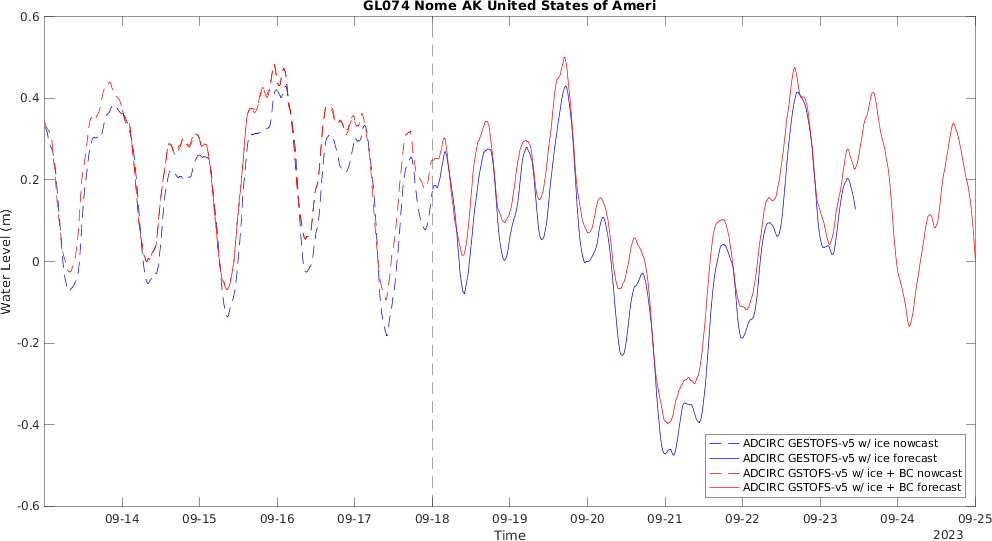 GL074 Nome AK United States of Ameri
0.6
0.4
0.2
0
-0.2
-0.4
-0.6
Water Level (m)
ADCIRC GESTOFS-v5 w/ ice nowcast
ADCIRC GESTOFS-v5 w/ ice forecast
ADCIRC GSTOFS-v5 w/ ice + BC nowcast
ADCIRC GSTOFS-v5 w/ ice + BC forecast
09-14 09-15 09-16 09-17 09-18 09-19 09-20 09-21 09-22 09-23 09-24 09-25
Time
2023